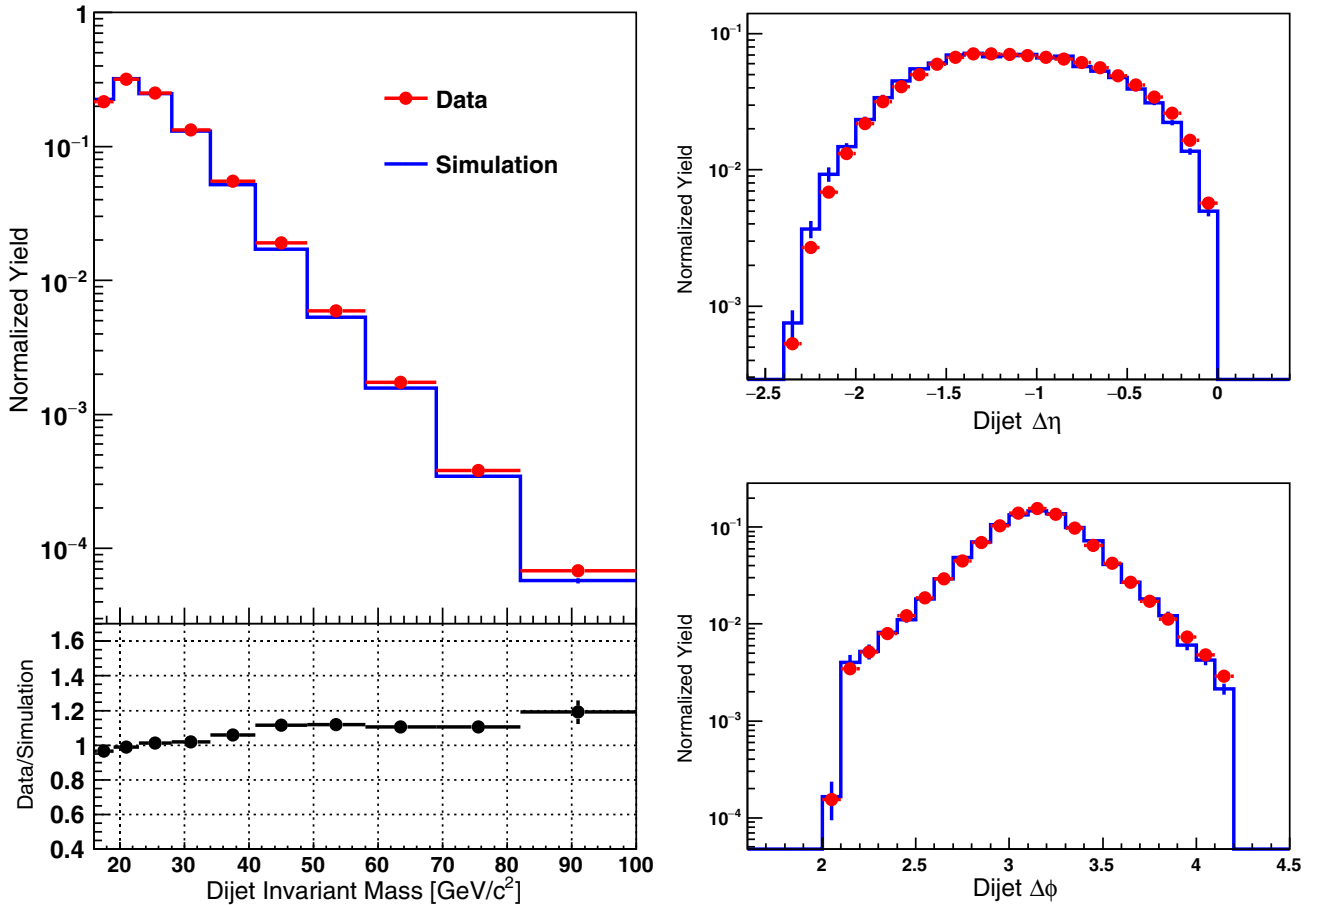 1
10⁻¹
10⁻²
10⁻³
10⁻⁴
Normalized Yield
Data
Simulation
1.6
1.4
1.2
1
0.8
0.6
0.4
Data/Simulation
20 30 40 50 60 70 80 90 100
Dijet Invariant Mass [GeV/c²]
10⁻¹
10⁻²
10⁻³
Normalized Yield
−2.5 −2 −1.5 −1 −0.5 0
Dijet Δη
10⁻¹
10⁻²
10⁻³
10⁻⁴
Normalized Yield
2 2.5 3 3.5 4 4.5
Dijet Δϕ